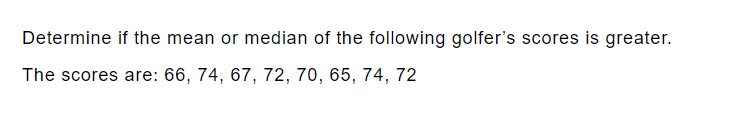 Determine if the mean or median of the following golfer’s scores is greater.
The scores are: 66, 74, 67, 72, 70, 65, 74, 72